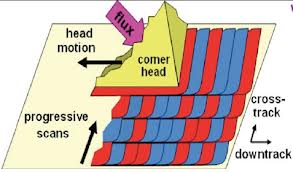 flux
head
motion
corner
head
progressive
scans
cross-
track
downtrack